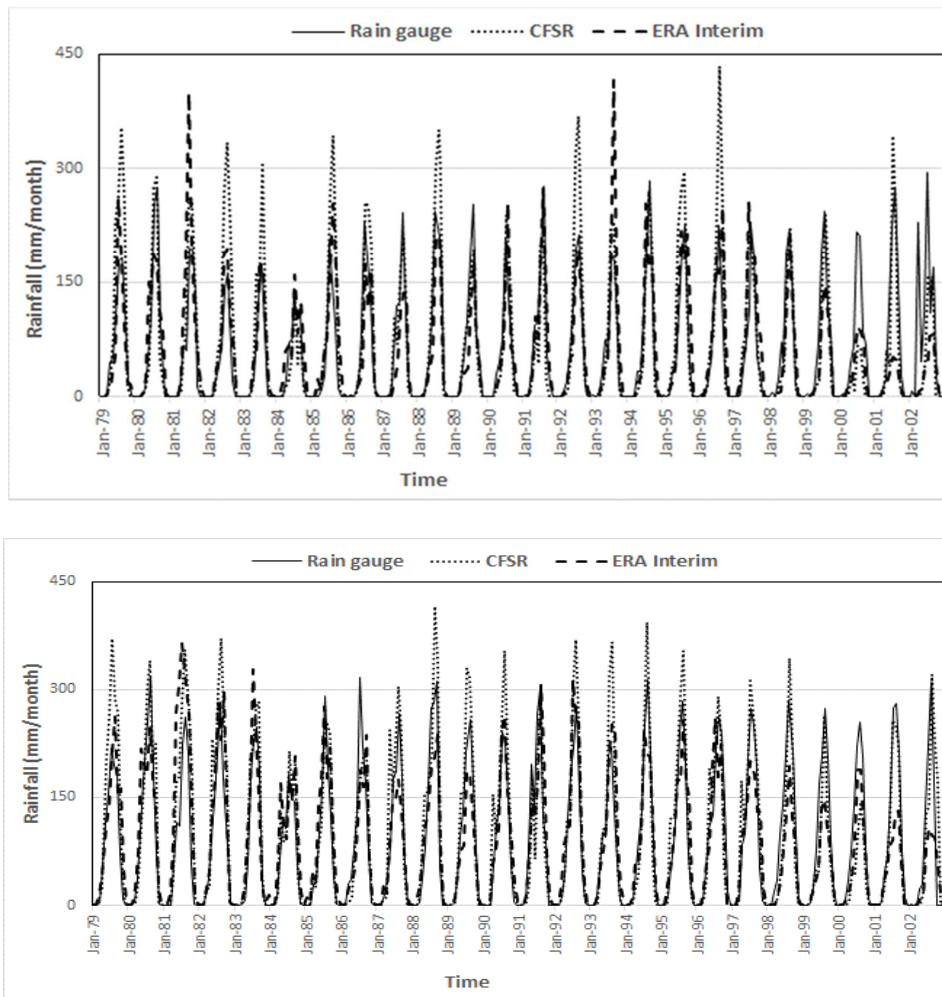 Rain gauge CFSR ERA Interim
450
300
150
0
Rainfall (mm/month)
Jan-79 Jan-80 Jan-81 Jan-82 Jan-83 Jan-84 Jan-85 Jan-86 Jan-87 Jan-88 Jan-89 Jan-90 Jan-91 Jan-92 Jan-93 Jan-94 Jan-95 Jan-96 Jan-97 Jan-98 Jan-99 Jan-00 Jan-01 Jan-02
Time
Rain gauge CFSR ERA Interim
450
300
150
0
Rainfall (mm/month)
Jan-79 Jan-80 Jan-81 Jan-82 Jan-83 Jan-84 Jan-85 Jan-86 Jan-87 Jan-88 Jan-89 Jan-90 Jan-91 Jan-92 Jan-93 Jan-94 Jan-95 Jan-96 Jan-97 Jan-98 Jan-99 Jan-00 Jan-01 Jan-02
Time